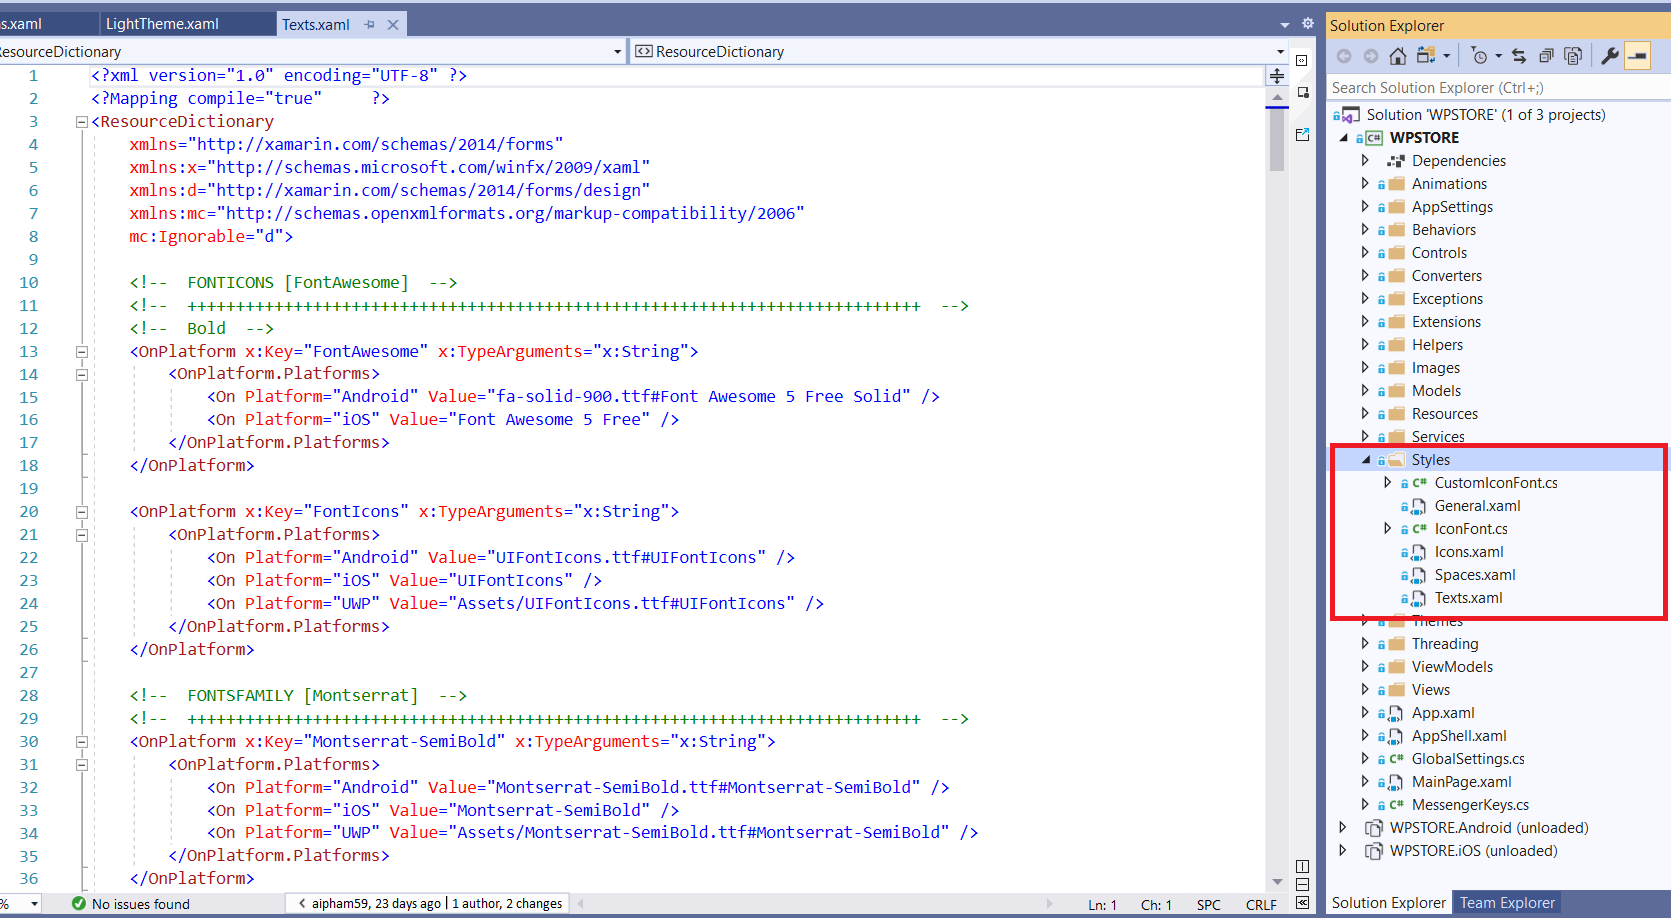 s.xaml LightTheme.xaml Texts.xaml
ResourceDictionary ResourceDictionary
1 <?xml version="1.0" encoding="UTF-8" ?>
2 <?Mapping compile="true" ?>
3 <ResourceDictionary
4 xmlns="http://xamarin.com/schemas/2014/forms"
5 xmlns:x="http://schemas.microsoft.com/winfx/2009/xaml"
6 xmlns:d="http://xamarin.com/schemas/2014/forms/design"
7 xmlns:mc="http://schemas.openxmlformats.org/markup-compatibility/2006"
8 mc:Ignorable="d">
9
10 <!-- FONTICONS [FontAwesome] -->
11 <!-- ++++++++++++++++++++++++++++++++++++++++++++++++++++++++++++++++++++++++++++ -->
12 <!-- Bold -->
13 <OnPlatform x:Key="FontAwesome" x:TypeArguments="x:String">
14 <OnPlatform.Platforms>
15 <On Platform="Android" Value="fa-solid-900.ttf#Font Awesome 5 Free Solid" />
16 <On Platform="iOS" Value="Font Awesome 5 Free" />
17 </OnPlatform.Platforms>
18 </OnPlatform>
19
20 <OnPlatform x:Key="FontIcons" x:TypeArguments="x:String">
21 <OnPlatform.Platforms>
22 <On Platform="Android" Value="UIFontIcons.ttf#UIFontIcons" />
23 <On Platform="iOS" Value="UIFontIcons" />
24 <On Platform="UWP" Value="Assets/UIFontIcons.ttf#UIFontIcons" />
25 </OnPlatform.Platforms>
26 </OnPlatform>
27
28 <!-- FONTSFAMILY [Montserrat] -->
29 <!-- ++++++++++++++++++++++++++++++++++++++++++++++++++++++++++++++++++++++++++++ -->
30 <OnPlatform x:Key="Montserrat-SemiBold" x:TypeArguments="x:String">
31 <OnPlatform.Platforms>
32 <On Platform="Android" Value="Montserrat-SemiBold.ttf#Montserrat-SemiBold" />
33 <On Platform="iOS" Value="Montserrat-SemiBold" />
34 <On Platform="UWP" Value="Assets/Montserrat-SemiBold.ttf#Montserrat-SemiBold" />
35 </OnPlatform.Platforms>
36 </OnPlatform>
% No issues found aipham59, 23 days ago | 1 author, 2 changes Ln: 1 Ch: 1 SPC CRLF
Solution Explorer
Search Solution Explorer (Ctrl+;)
Solution 'WPSTORE' (1 of 3 projects)
C# WPSTORE
Dependencies
Animations
AppSettings
Behaviors
Controls
Converters
Exceptions
Extensions
Helpers
Images
Models
Resources
Services
Styles
C# CustomIconFont.cs
General.xaml
C# IconFont.cs
Icons.xaml
Spaces.xaml
Texts.xaml
Themes
Threading
ViewModels
Views
App.xaml
AppShell.xaml
C# GlobalSettings.cs
MainPage.xaml
C# MessengerKeys.cs
WPSTORE.Android (unloaded)
WPSTORE.iOS (unloaded)
Solution Explorer Team Explorer